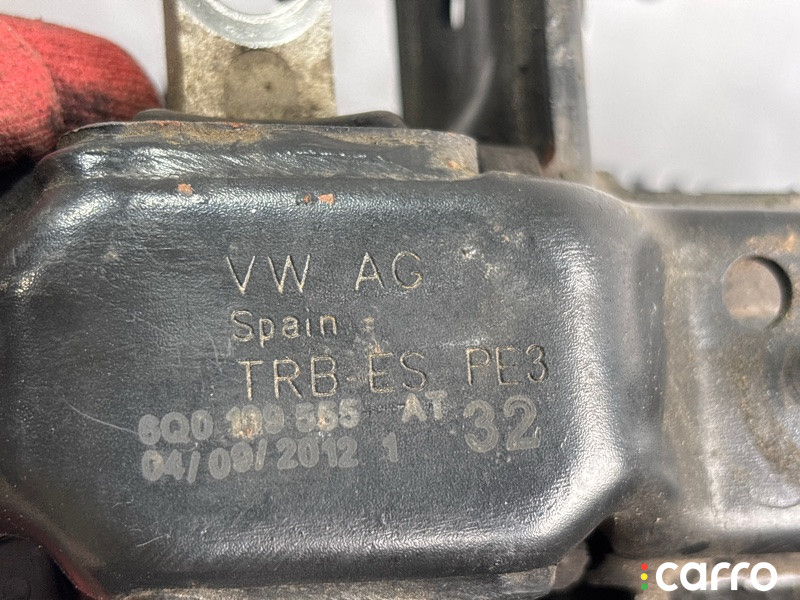 VW AG
Spain
TRB-ES PE3
6Q0 199 555 AT 32
04/09/2012 1
carro